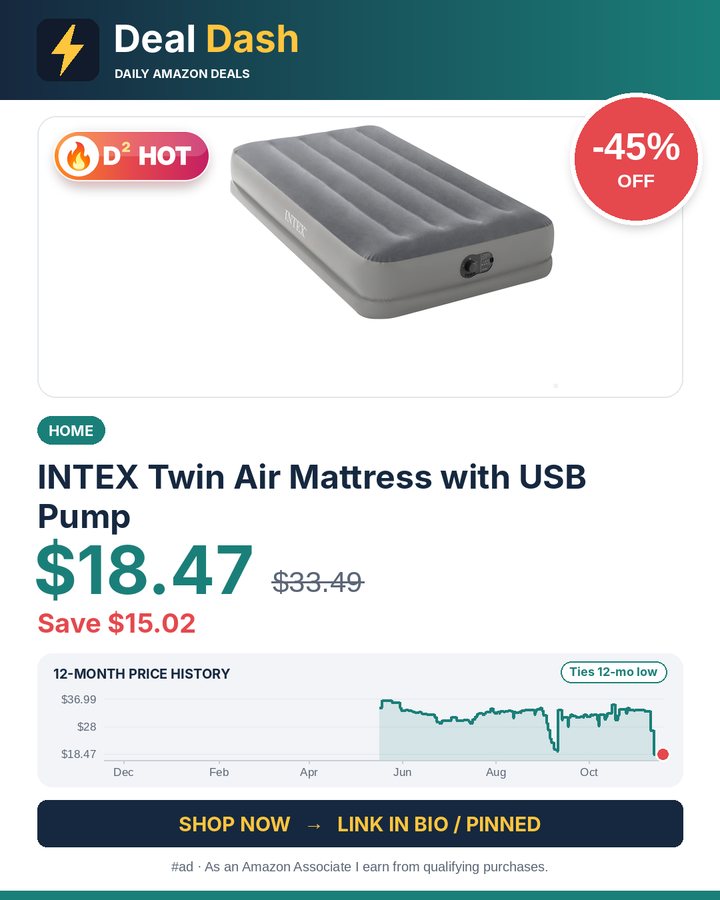 Deal Dash
DAILY AMAZON DEALS
-45%
OFF
D² HOT
INTEX
HOME
INTEX Twin Air Mattress with USB
Pump
$18.47 $33.49
Save $15.02
12-MONTH PRICE HISTORY
Ties 12-mo low
$36.99
$28
$18.47
Dec Feb Apr Jun Aug Oct
SHOP NOW → LINK IN BIO / PINNED
#ad · As an Amazon Associate I earn from qualifying purchases.